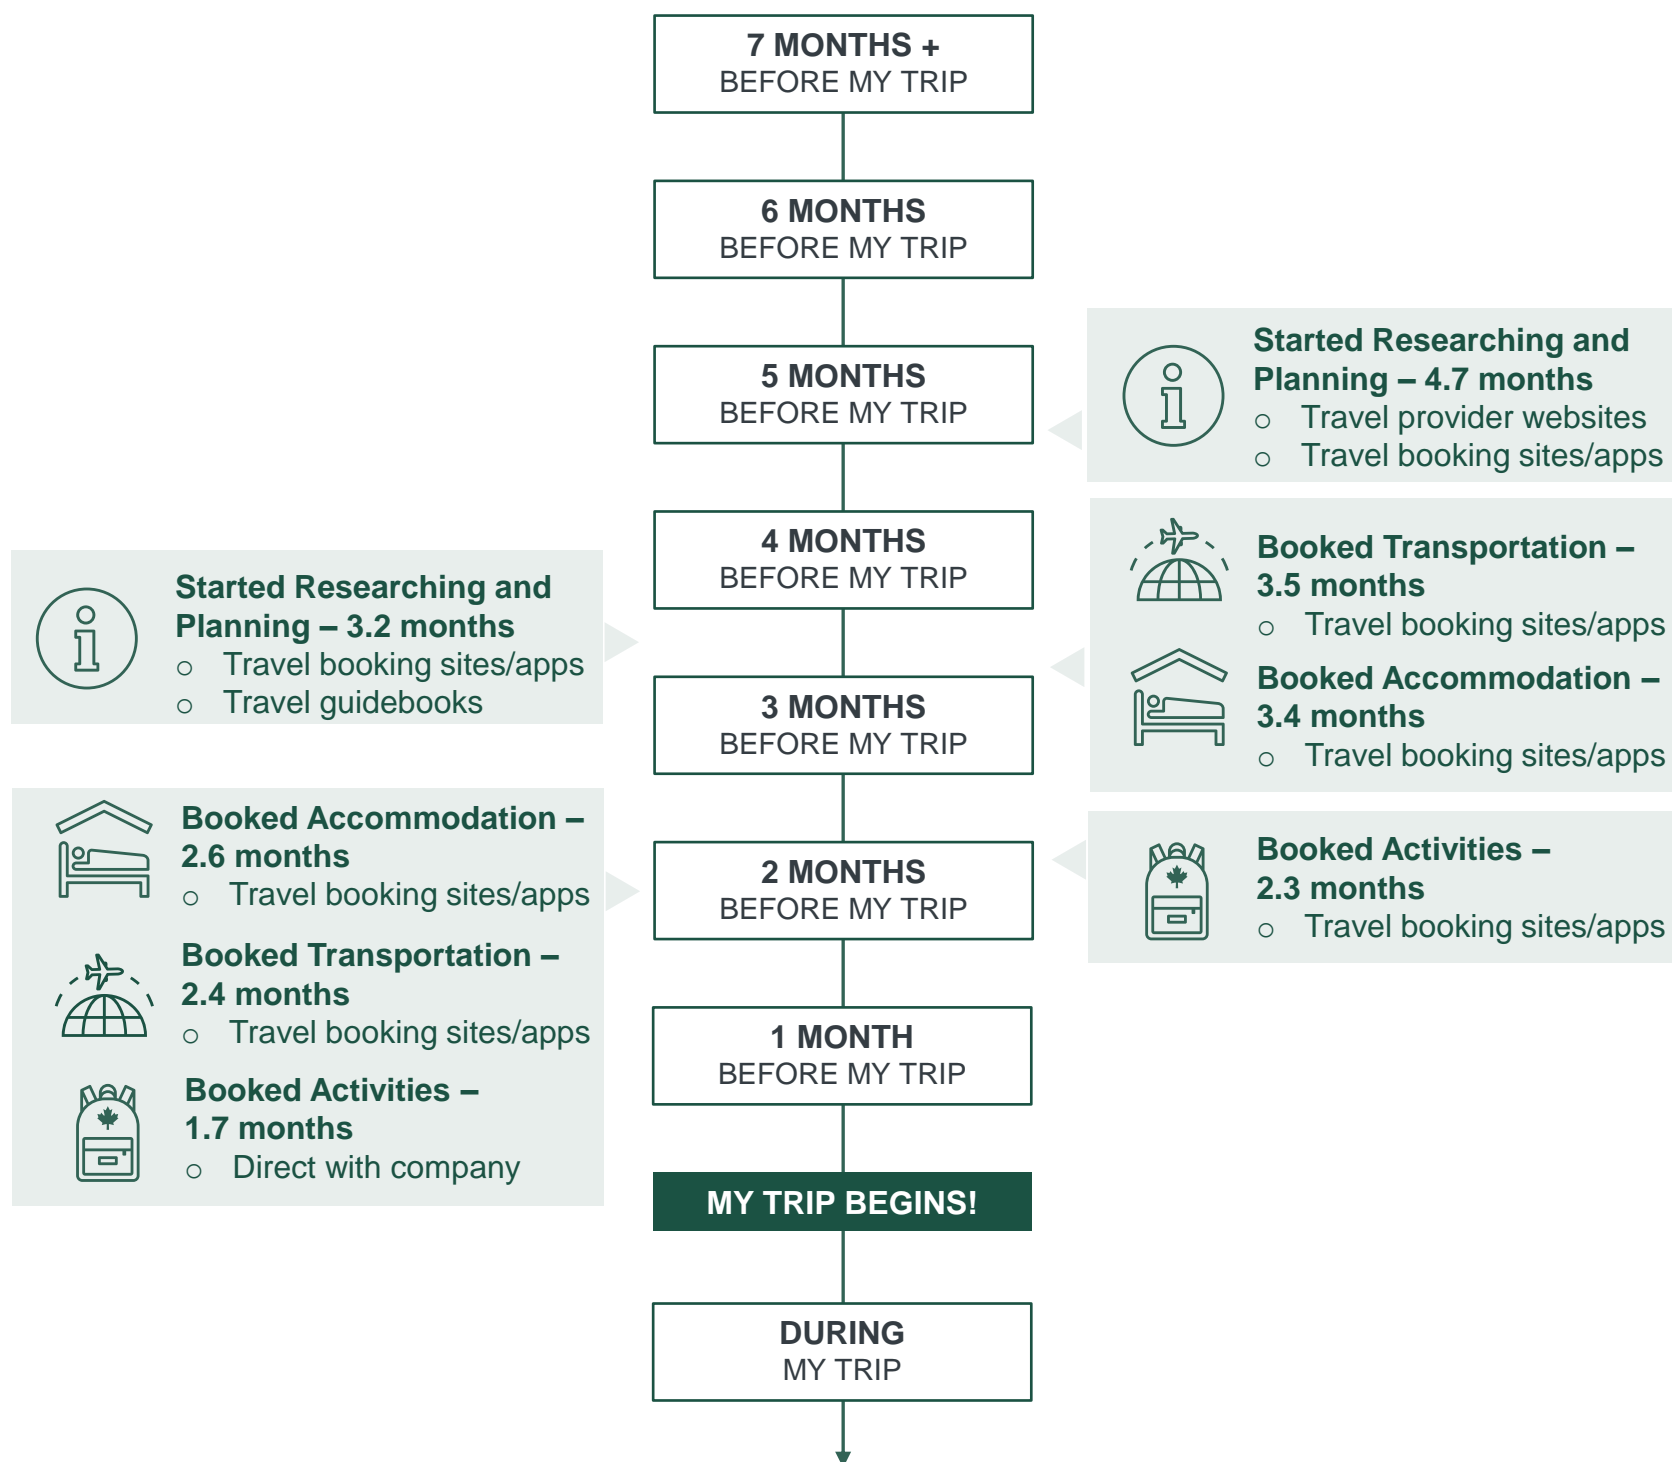 7 MONTHS +
BEFORE MY TRIP
6 MONTHS
BEFORE MY TRIP
5 MONTHS
BEFORE MY TRIP
Started Researching and
Planning – 4.7 months
o Travel provider websites
o Travel booking sites/apps
4 MONTHS
BEFORE MY TRIP
Booked Transportation –
3.5 months
o Travel booking sites/apps
Booked Accommodation –
3.4 months
o Travel booking sites/apps
Started Researching and
Planning – 3.2 months
o Travel booking sites/apps
o Travel guidebooks
3 MONTHS
BEFORE MY TRIP
Booked Accommodation –
2.6 months
o Travel booking sites/apps
Booked Transportation –
2.4 months
o Travel booking sites/apps
Booked Activities –
1.7 months
o Direct with company
2 MONTHS
BEFORE MY TRIP
Booked Activities –
2.3 months
o Travel booking sites/apps
1 MONTH
BEFORE MY TRIP
MY TRIP BEGINS!
DURING
MY TRIP